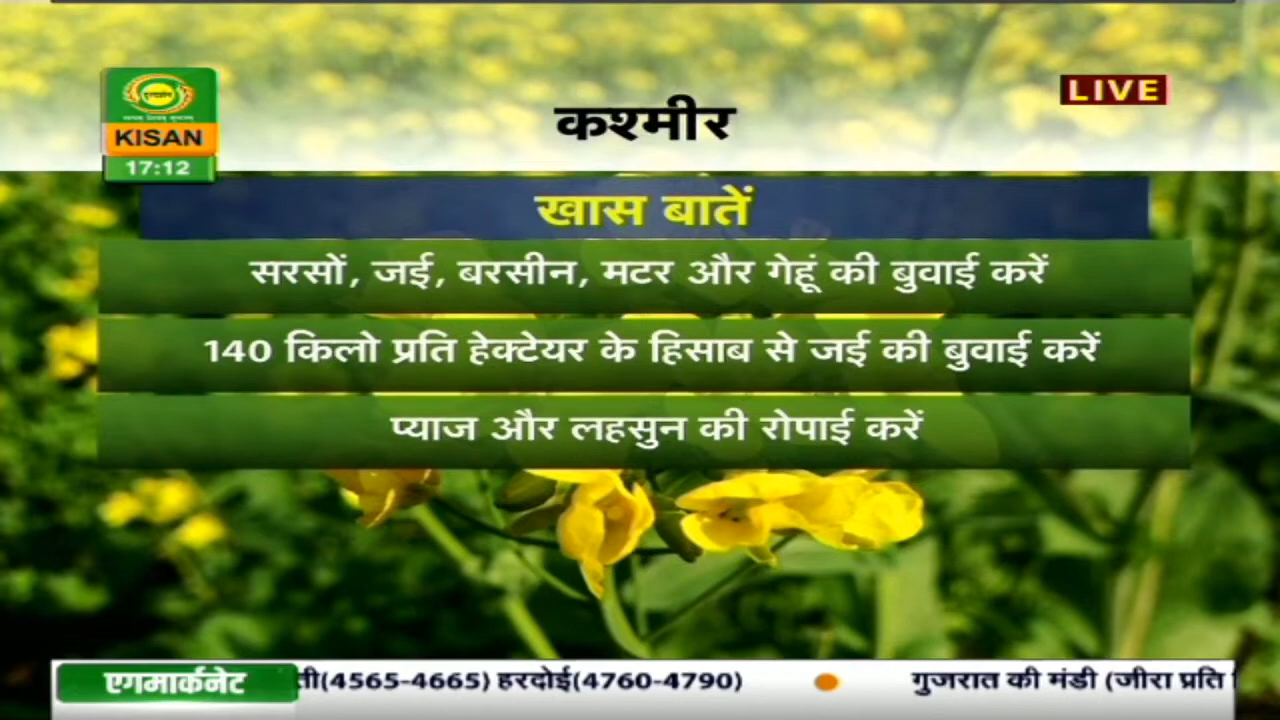 LIVE
कश्मीर
KISAN
17:12
खास बातें
सरसों, जई, बरसीन, मटर और गेहूं की बुवाई करें
140 किलो प्रति हेक्टेयर के हिसाब से जई की बुवाई करें
प्याज और लहसुन की रोपाई करें
एगमार्कनेट
ती(4565-4665) हरदोई(4760-4790)
गुजरात की मंडी (जीरा प्रति